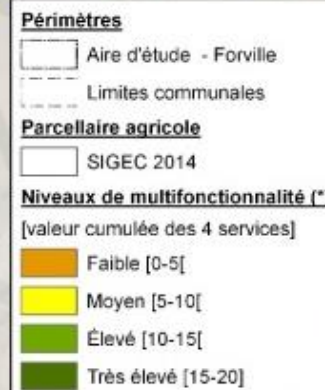 Périmètres
Aire d'étude - Forville
Limites communales
Parcellaire agricole
SIGEC 2014
Niveaux de multifonctionnalité (*
[valeur cumulée des 4 services]
Faible [0-5[
Moyen [5-10[
Élevé [10-15[
Très élevé [15-20]